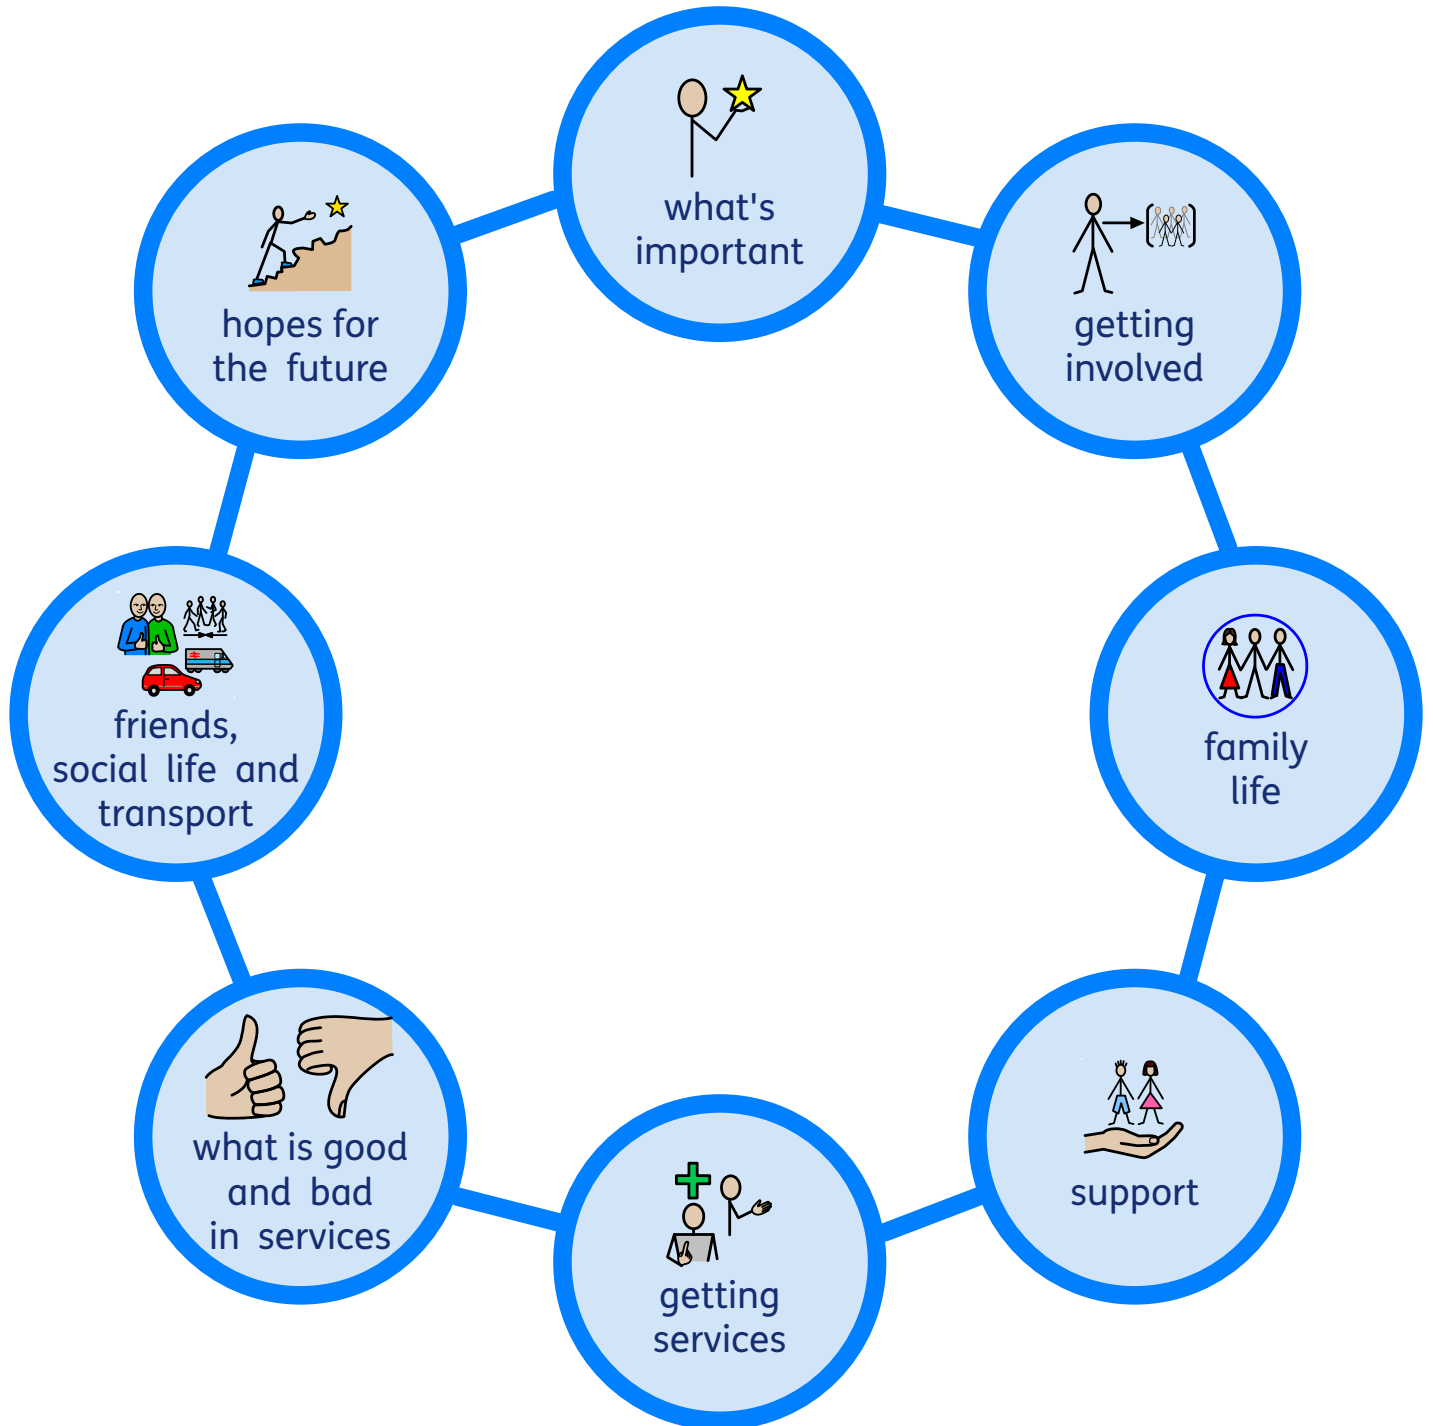 what's
important
getting
involved
family
life
support
getting
services
what is good
and bad
in services
friends,
social life and
transport
hopes for
the future